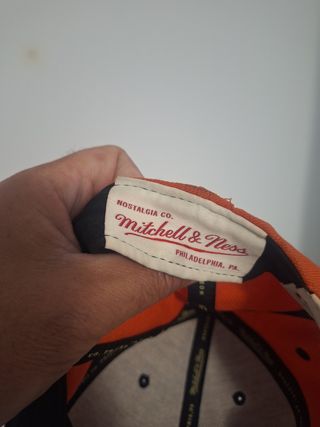 NOSTALGIA CO.
Mitchell & Ness
PHILADELPHIA, PA.